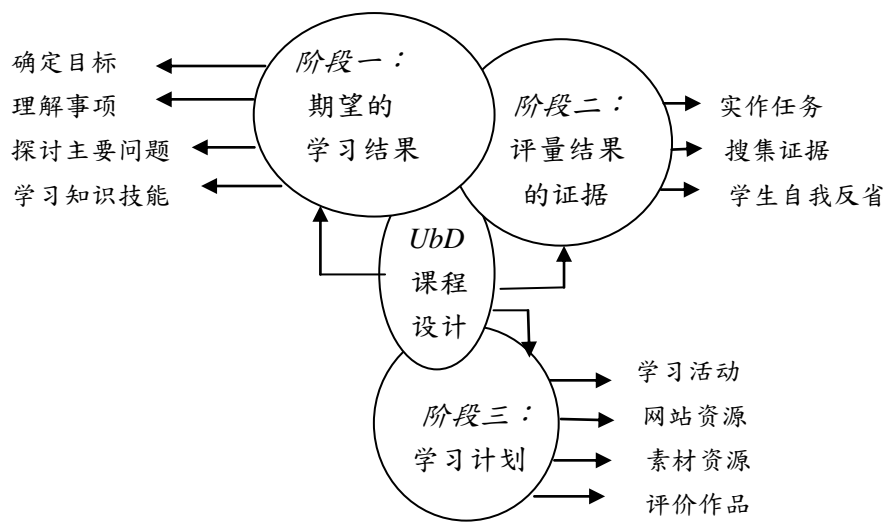 确定目标
理解事项
探讨主要问题
学习知识技能
阶段一：
期望的
学习结果
阶段二：
评量结果
的证据
实作任务
搜集证据
学生自我反省
UbD
课程
设计
阶段三：
学习计划
学习活动
网站资源
素材资源
评价作品